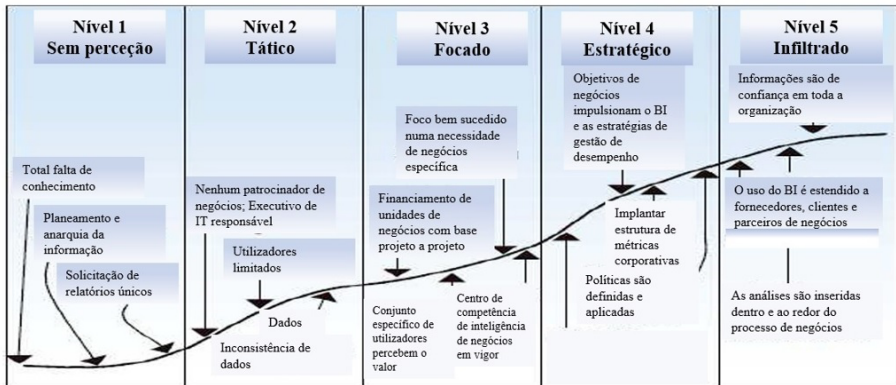 Nível 1
Sem perceção
Nível 2
Tático
Nível 3
Focado
Nível 4
Estratégico
Nível 5
Infiltrado
Total falta de
conhecimento
Planeamento e
anarquia da
informação
Solicitação de
relatórios únicos
Nenhum patrocinador de
negócios; Executivo de
IT responsável
Utilizadores
limitados
Dados
Inconsistência de
dados
Foco bem sucedido
numa necessidade
de negócios
específica
Financiamento de
unidades de
negócios com base
projeto a projeto
Conjunto
específico de
utilizadores
percebem o
valor
Centro de
competência
de inteligência
de negócios
em vigor
Objetivos de
negócios
impulsionam o BI
e as estratégias de
gestão de
desempenho
Implantar
estrutura de
métricas
corporativas
Políticas são
definidas e
aplicadas
Informações são de
confiança em toda a
organização
O uso do BI é estendido a
fornecedores, clientes e
parceiros de negócios
As análises são inseridas
dentro e ao redor do
processo de negócios